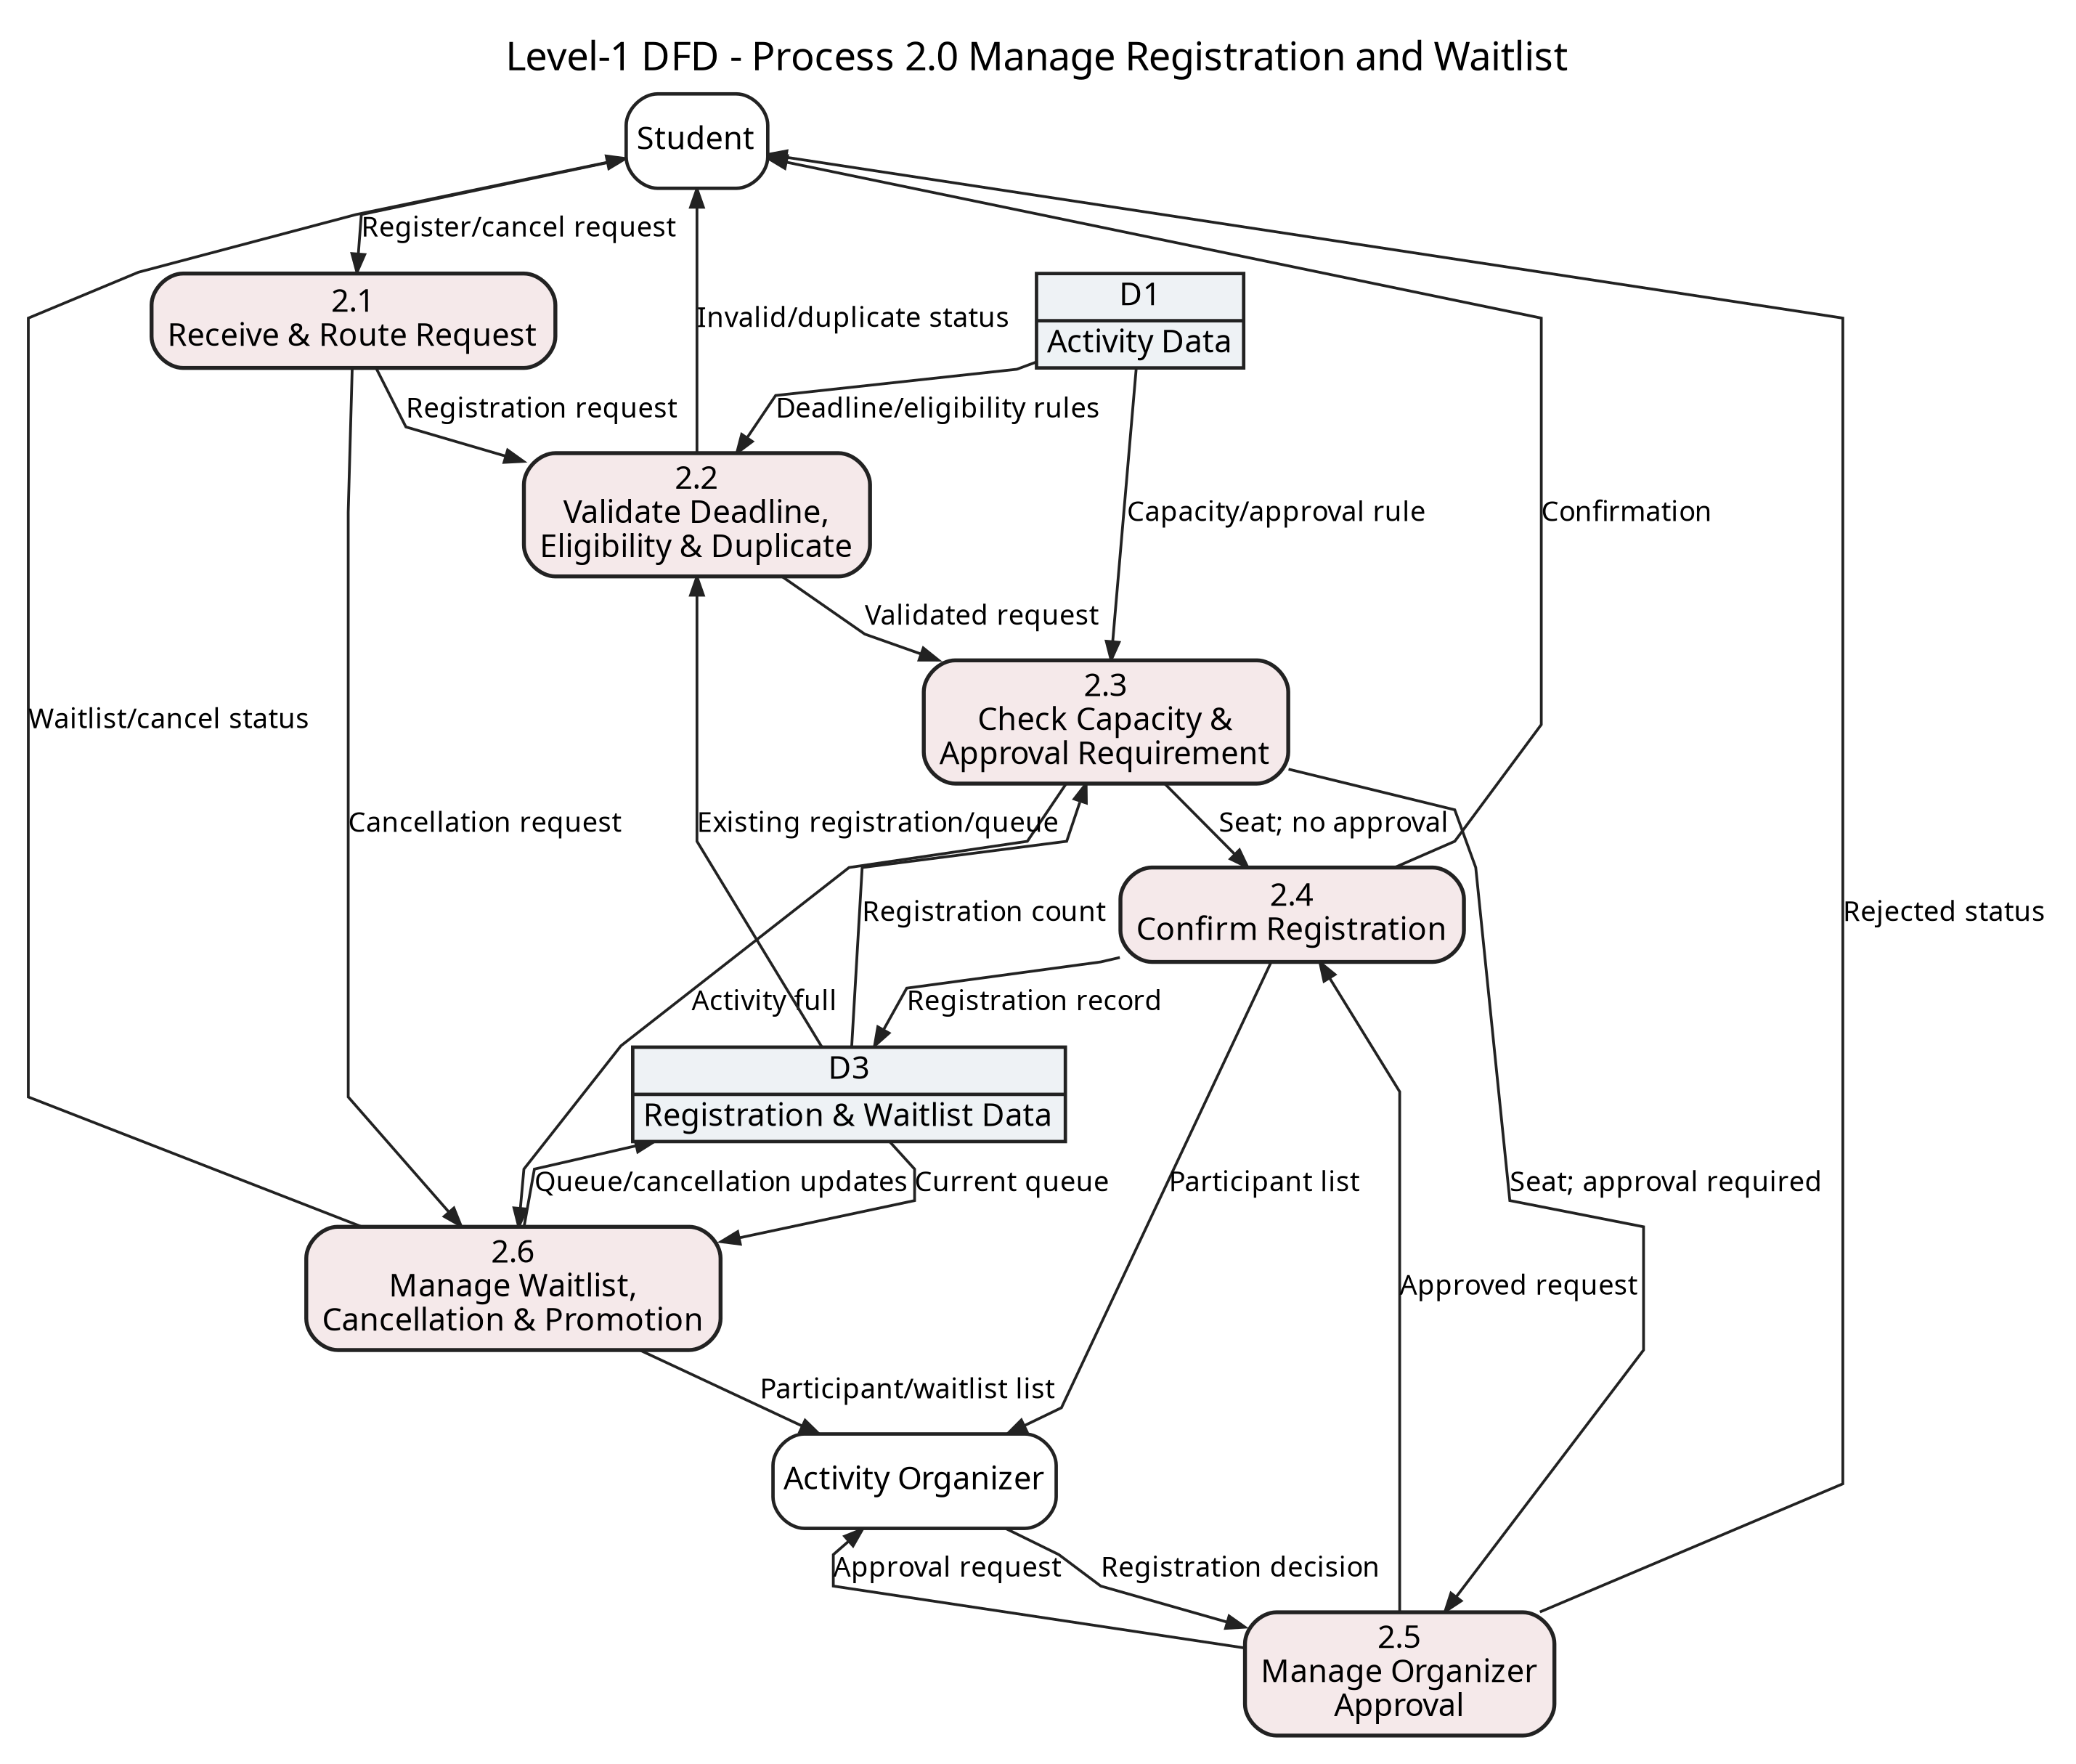 Level-1 DFD - Process 2.0 Manage Registration and Waitlist
Student
Register/cancel request
2.1
Receive & Route Request
Invalid/duplicate status
D1
Activity Data
Registration request
Deadline/eligibility rules
2.2
Validate Deadline,
Eligibility & Duplicate
Capacity/approval rule
Confirmation
Validated request
2.3
Check Capacity &
Approval Requirement
Waitlist/cancel status
Cancellation request
Existing registration/queue
Seat; no approval
2.4
Confirm Registration
Registration count
Rejected status
Activity full
Registration record
D3
Registration & Waitlist Data
Queue/cancellation updates
Current queue
Participant list
Seat; approval required
2.6
Manage Waitlist,
Cancellation & Promotion
Approved request
Participant/waitlist list
Activity Organizer
Approval request
Registration decision
2.5
Manage Organizer
Approval